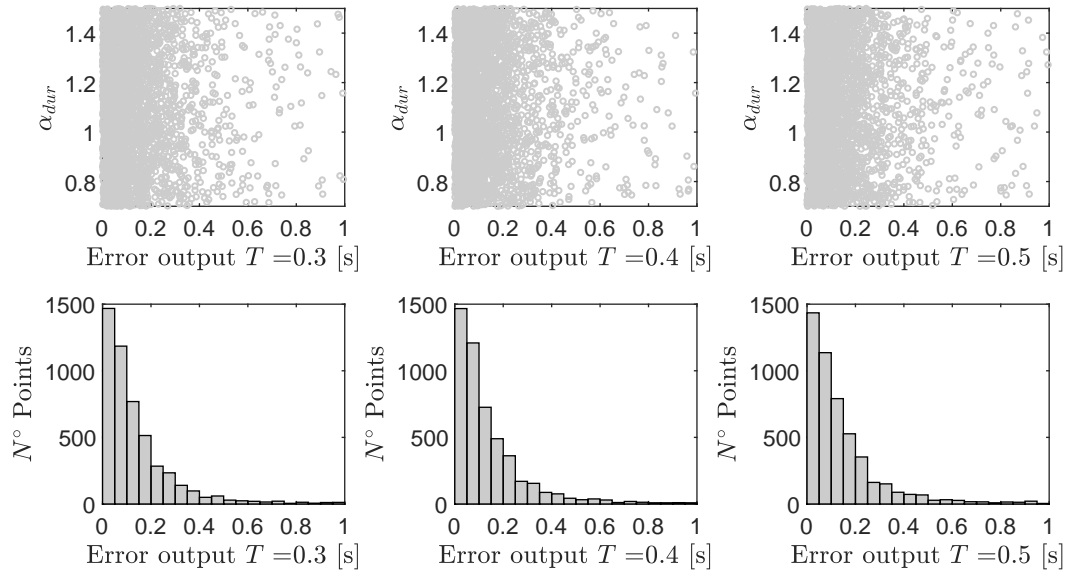 1.4
1.2
1
0.8
α_dur
0 0.2 0.4 0.6 0.8 1
Error output T =0.3 [s]
1.4
1.2
1
0.8
α_dur
0 0.2 0.4 0.6 0.8 1
Error output T =0.4 [s]
1.4
1.2
1
0.8
α_dur
0 0.2 0.4 0.6 0.8 1
Error output T =0.5 [s]
1500
1000
500
0
N° Points
0 0.2 0.4 0.6 0.8 1
Error output T =0.3 [s]
1500
1000
500
0
N° Points
0 0.2 0.4 0.6 0.8 1
Error output T =0.4 [s]
1500
1000
500
0
N° Points
0 0.2 0.4 0.6 0.8 1
Error output T =0.5 [s]